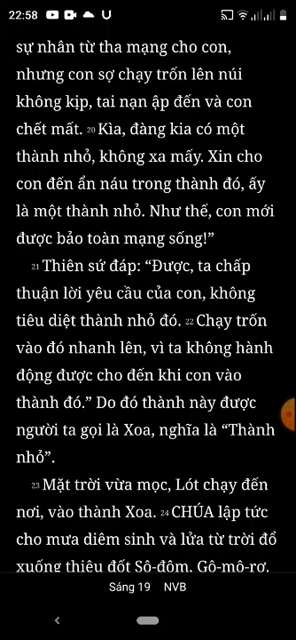 22:58
sự nhân từ tha mạng cho con,
nhưng con sợ chạy trốn lên núi
không kịp, tai nạn ập đến và con
chết mất. 20 Kìa, đàng kia có một
thành nhỏ, không xa mấy. Xin cho
con đến ẩn náu trong thành đó, ấy
là một thành nhỏ. Như thế, con mới
được bảo toàn mạng sống!”
21 Thiên sứ đáp: “Được, ta chấp
thuận lời yêu cầu của con, không
tiêu diệt thành nhỏ đó. 22 Chạy trốn
vào đó nhanh lên, vì ta không hành
động được cho đến khi con vào
thành đó.” Do đó thành này được
người ta gọi là Xoa, nghĩa là “Thành
nhỏ”.
23 Mặt trời vừa mọc, Lót chạy đến
nơi, vào thành Xoa. 24 CHÚA lập tức
cho mưa diêm sinh và lửa từ trời đổ
xuống thiêu đốt Sô-đôm, Gô-mô-rơ,
Sáng 19 NVB